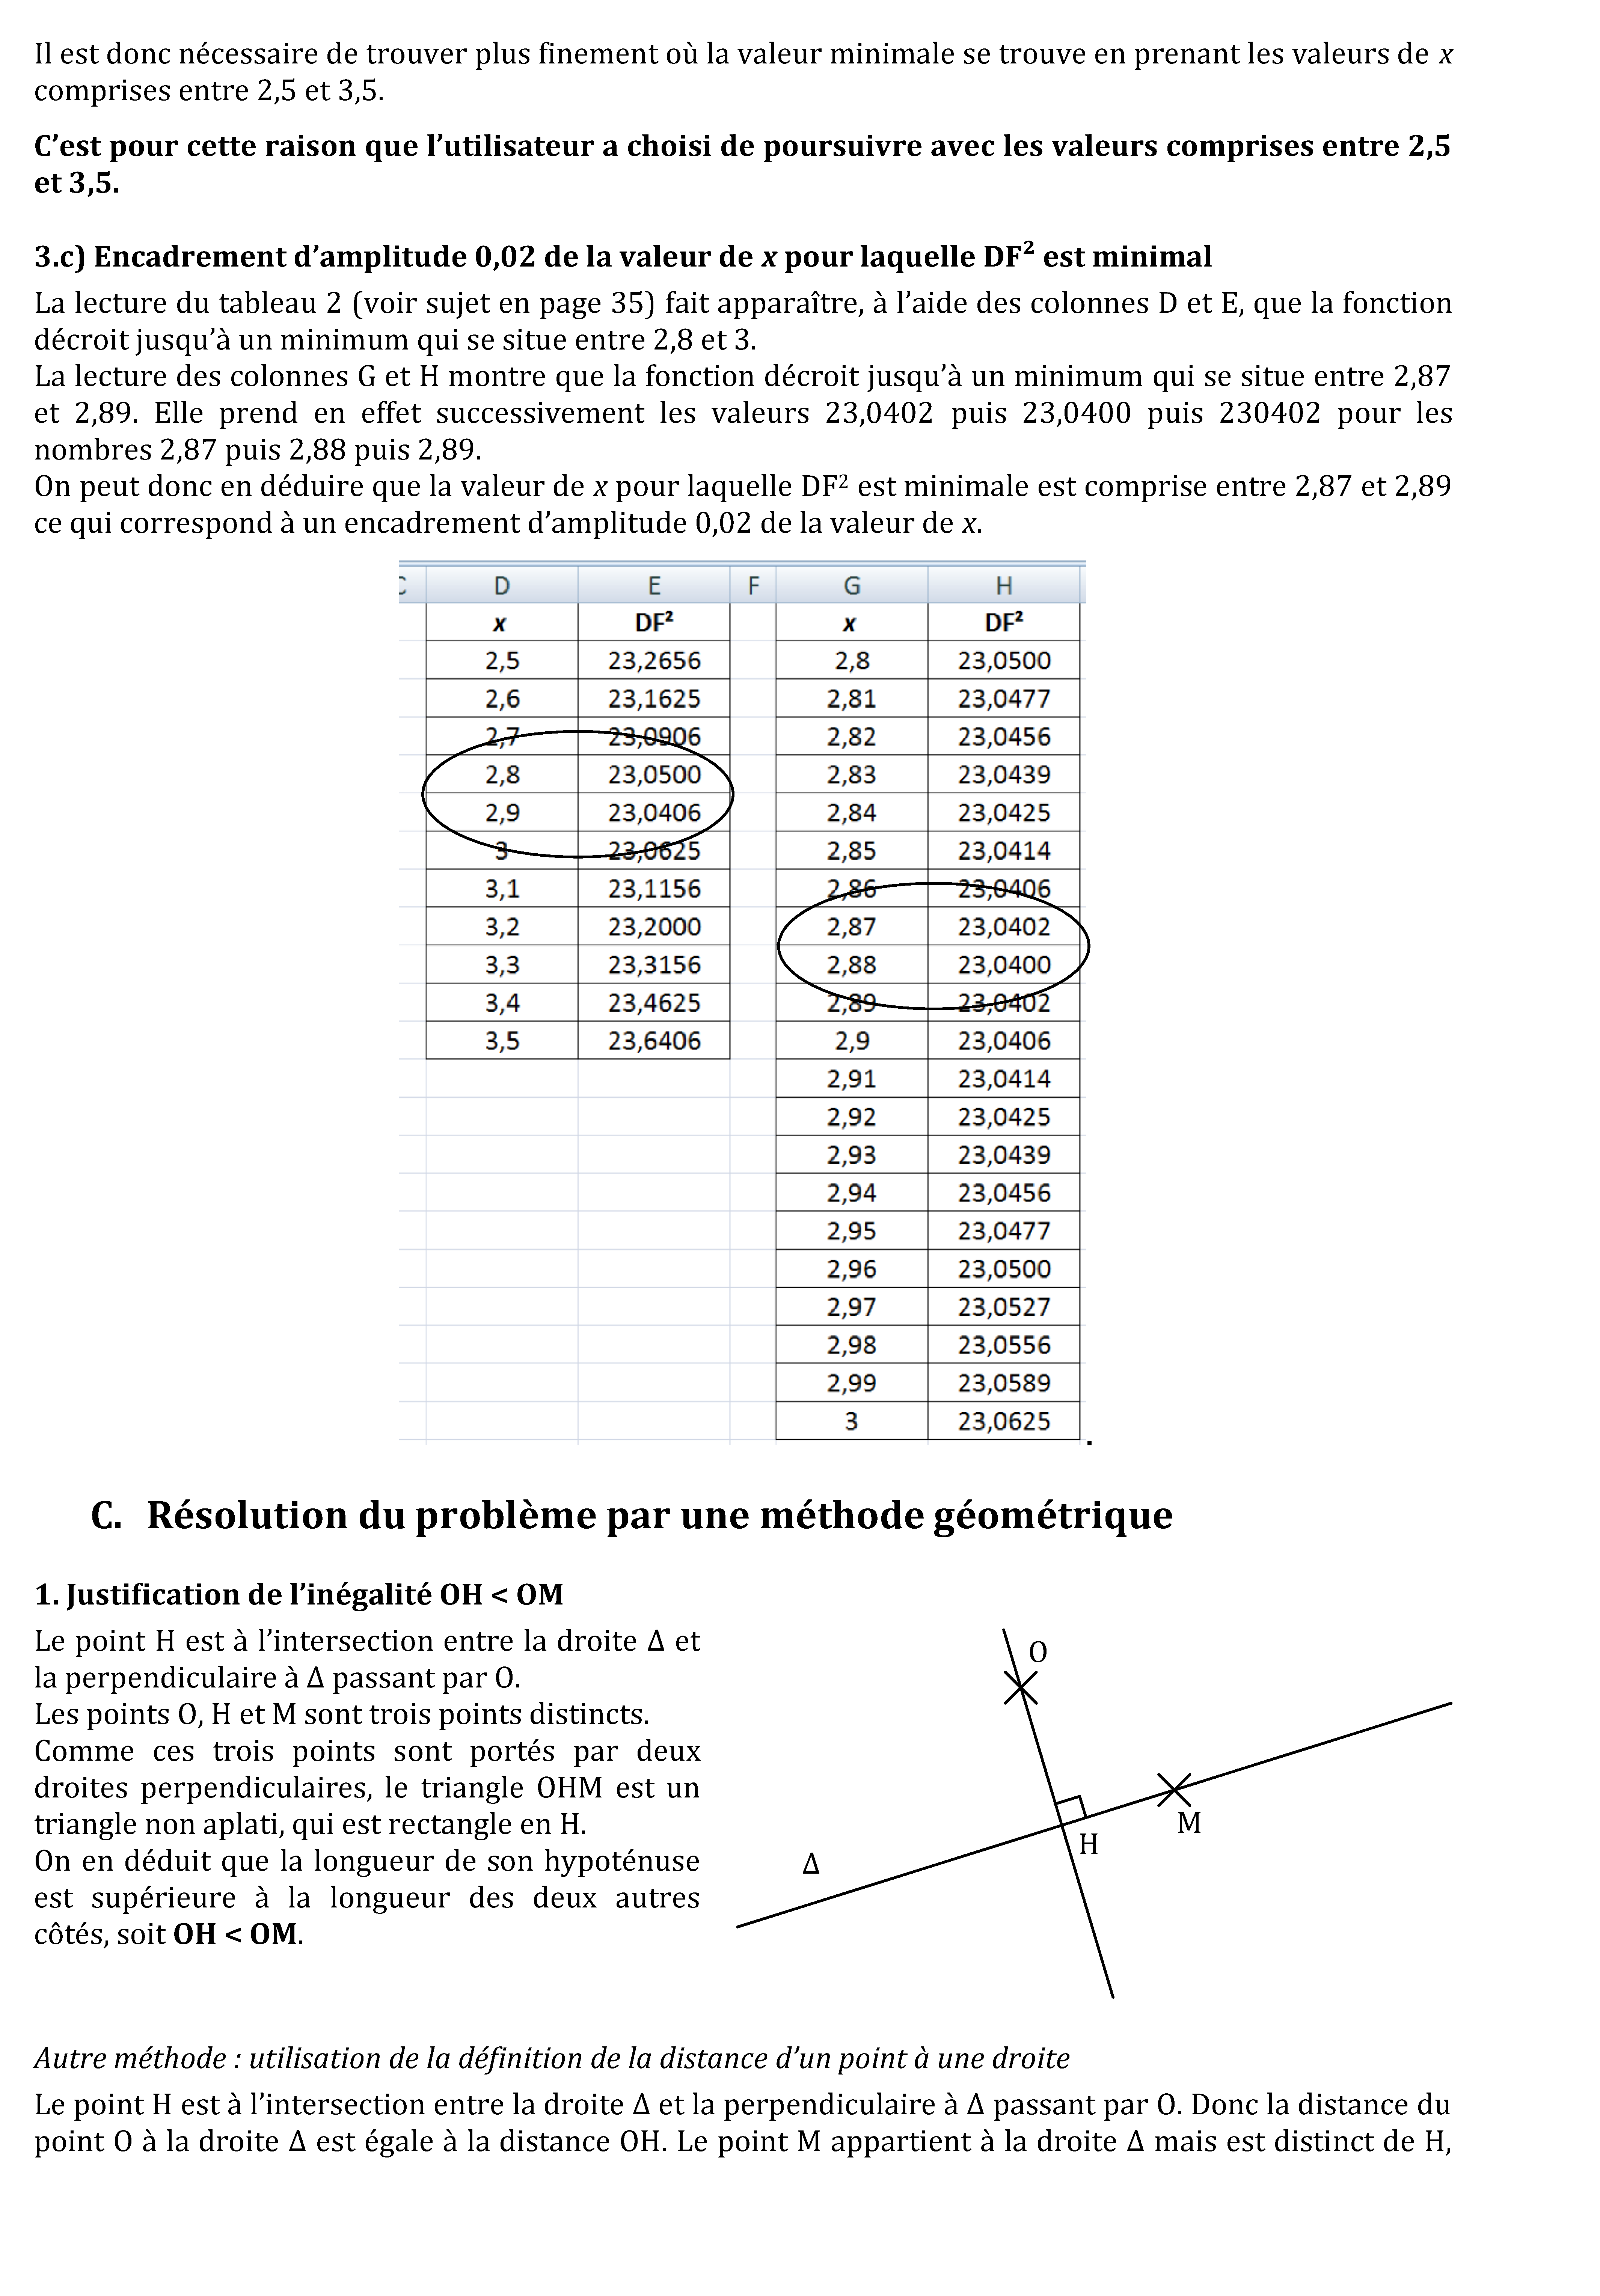 Il est donc nécessaire de trouver plus finement où la valeur minimale se trouve en prenant les valeurs de x
comprises entre 2,5 et 3,5.
C’est pour cette raison que l’utilisateur a choisi de poursuivre avec les valeurs comprises entre 2,5
et 3,5.
3.c) Encadrement d’amplitude 0,02 de la valeur de x pour laquelle DF² est minimal
La lecture du tableau 2 (voir sujet en page 35) fait apparaître, à l’aide des colonnes D et E, que la fonction
décroit jusqu’à un minimum qui se situe entre 2,8 et 3.
La lecture des colonnes G et H montre que la fonction décroit jusqu’à un minimum qui se situe entre 2,87
et 2,89. Elle prend en effet successivement les valeurs 23,0402 puis 23,0400 puis 230402 pour les
nombres 2,87 puis 2,88 puis 2,89.
On peut donc en déduire que la valeur de x pour laquelle DF² est minimale est comprise entre 2,87 et 2,89
ce qui correspond à un encadrement d’amplitude 0,02 de la valeur de x.
C D E F G H
x DF² x DF²
2,5 23,2656 2,8 23,0500
2,6 23,1625 2,81 23,0477
2,7 23,0906 2,82 23,0456
2,8 23,0500 2,83 23,0439
2,9 23,0406 2,84 23,0425
3 23,0625 2,85 23,0414
3,1 23,1156 2,86 23,0406
3,2 23,2000 2,87 23,0402
3,3 23,3156 2,88 23,0400
3,4 23,4625 2,89 23,0402
3,5 23,6406 2,9 23,0406
2,91 23,0414
2,92 23,0425
2,93 23,0439
2,94 23,0456
2,95 23,0477
2,96 23,0500
2,97 23,0527
2,98 23,0556
2,99 23,0589
3 23,0625
.
C. Résolution du problème par une méthode géométrique
1. Justification de l’inégalité OH < OM
Le point H est à l’intersection entre la droite Δ et
la perpendiculaire à Δ passant par O.
Les points O, H et M sont trois points distincts.
Comme ces trois points sont portés par deux
droites perpendiculaires, le triangle OHM est un
triangle non aplati, qui est rectangle en H.
On en déduit que la longueur de son hypoténuse
est supérieure à la longueur des deux autres
côtés, soit OH < OM.
O
M
H
Δ
Autre méthode : utilisation de la définition de la distance d’un point à une droite
Le point H est à l’intersection entre la droite Δ et la perpendiculaire à Δ passant par O. Donc la distance du
point O à la droite Δ est égale à la distance OH. Le point M appartient à la droite Δ mais est distinct de H,